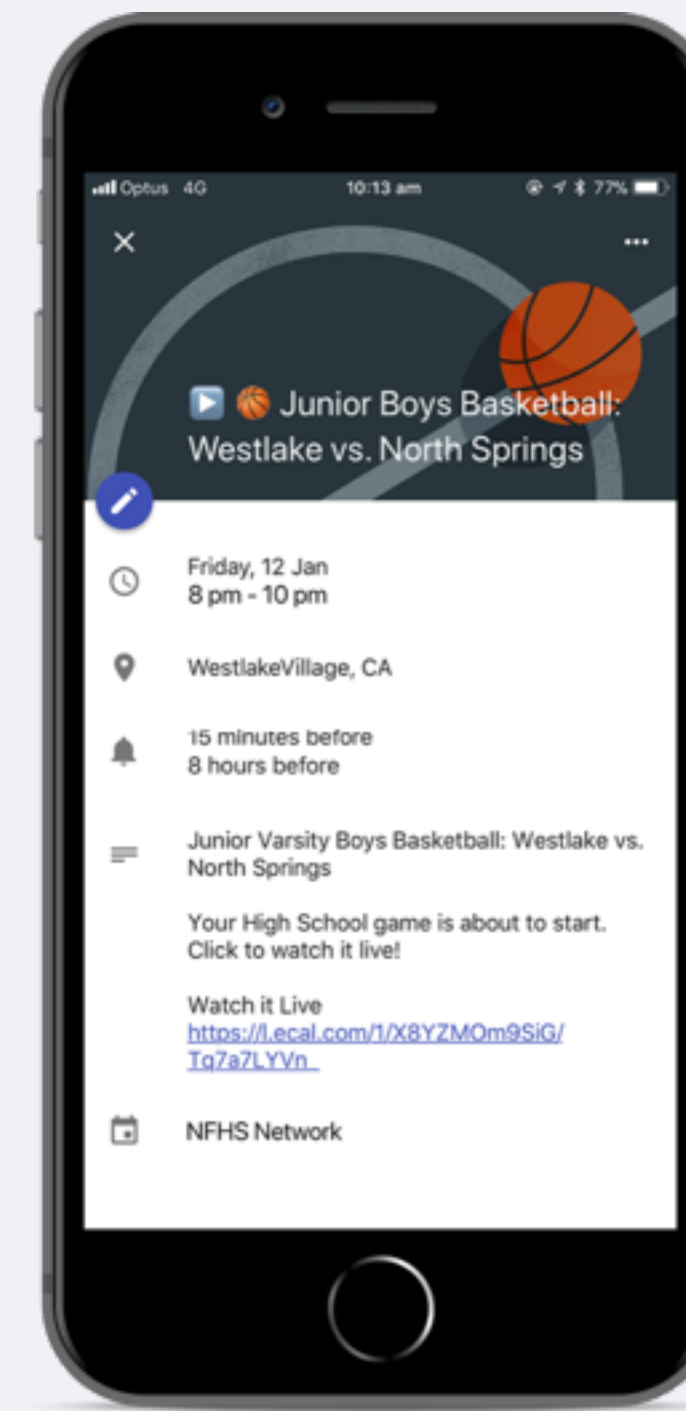 Optus 4G 10:13 am 77%
▶️ 🏀 Junior Boys Basketball:
Westlake vs. North Springs
Friday, 12 Jan
8 pm - 10 pm
WestlakeVillage, CA
15 minutes before
8 hours before
Junior Varsity Boys Basketball: Westlake vs.
North Springs
Your High School game is about to start.
Click to watch it live!
Watch it Live
https://l.ecal.com/1/X8YZMOm9SiG/
Tq7a7LYVn_
NFHS Network